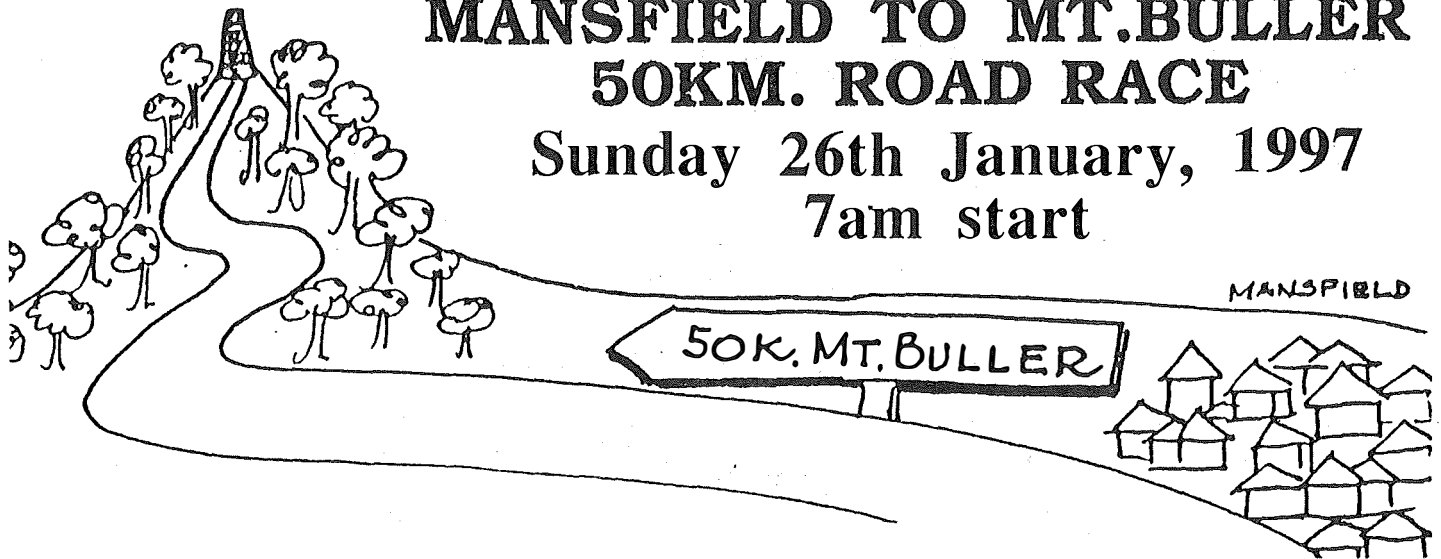 MANSFIELD TO MT.BULLER
50KM. ROAD RACE
Sunday 26th January, 1997
7am start
MANSFIELD
50K. MT. BULLER